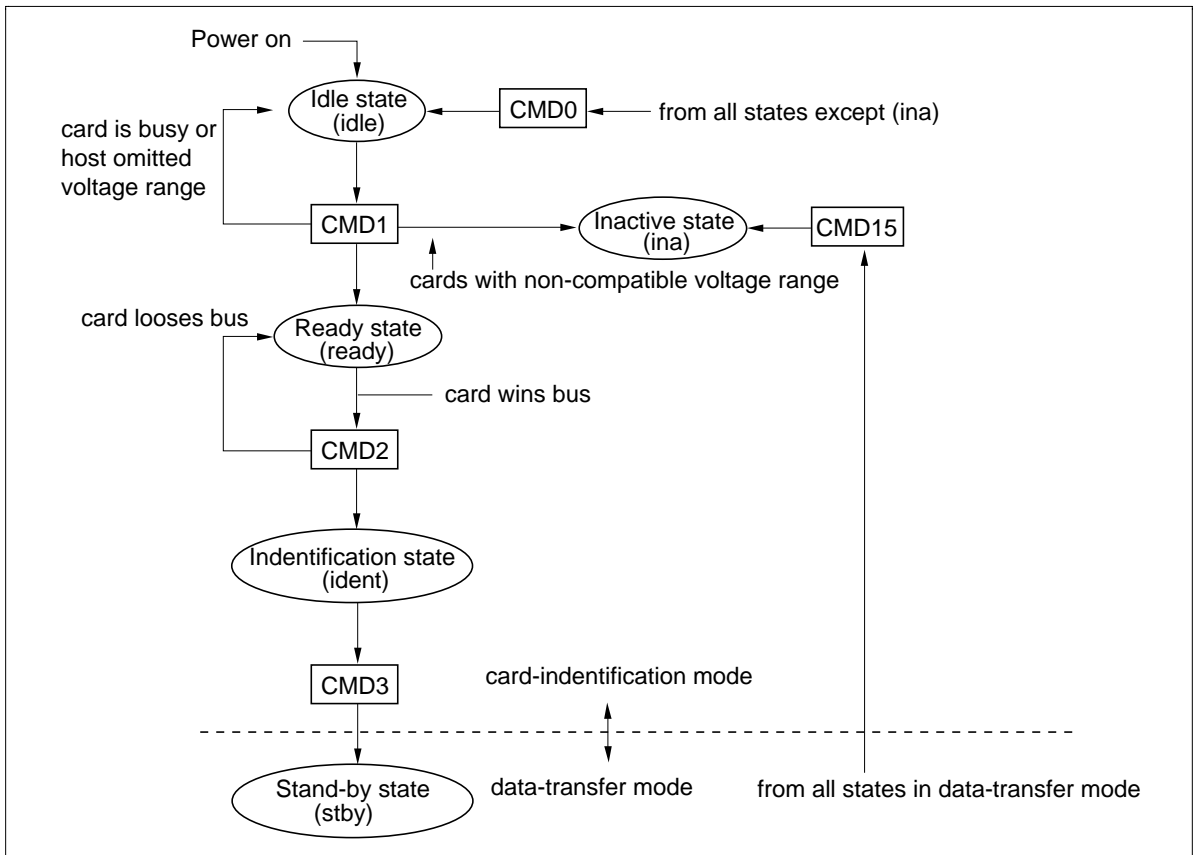 Power on
Idle state
(idle)
CMD0
from all states except (ina)
card is busy or
host omitted
voltage range
CMD1
Inactive state
(ina)
CMD15
cards with non-compatible voltage range
card looses bus
Ready state
(ready)
card wins bus
CMD2
Indentification state
(ident)
CMD3
card-indentification mode
data-transfer mode
from all states in data-transfer mode
Stand-by state
(stby)